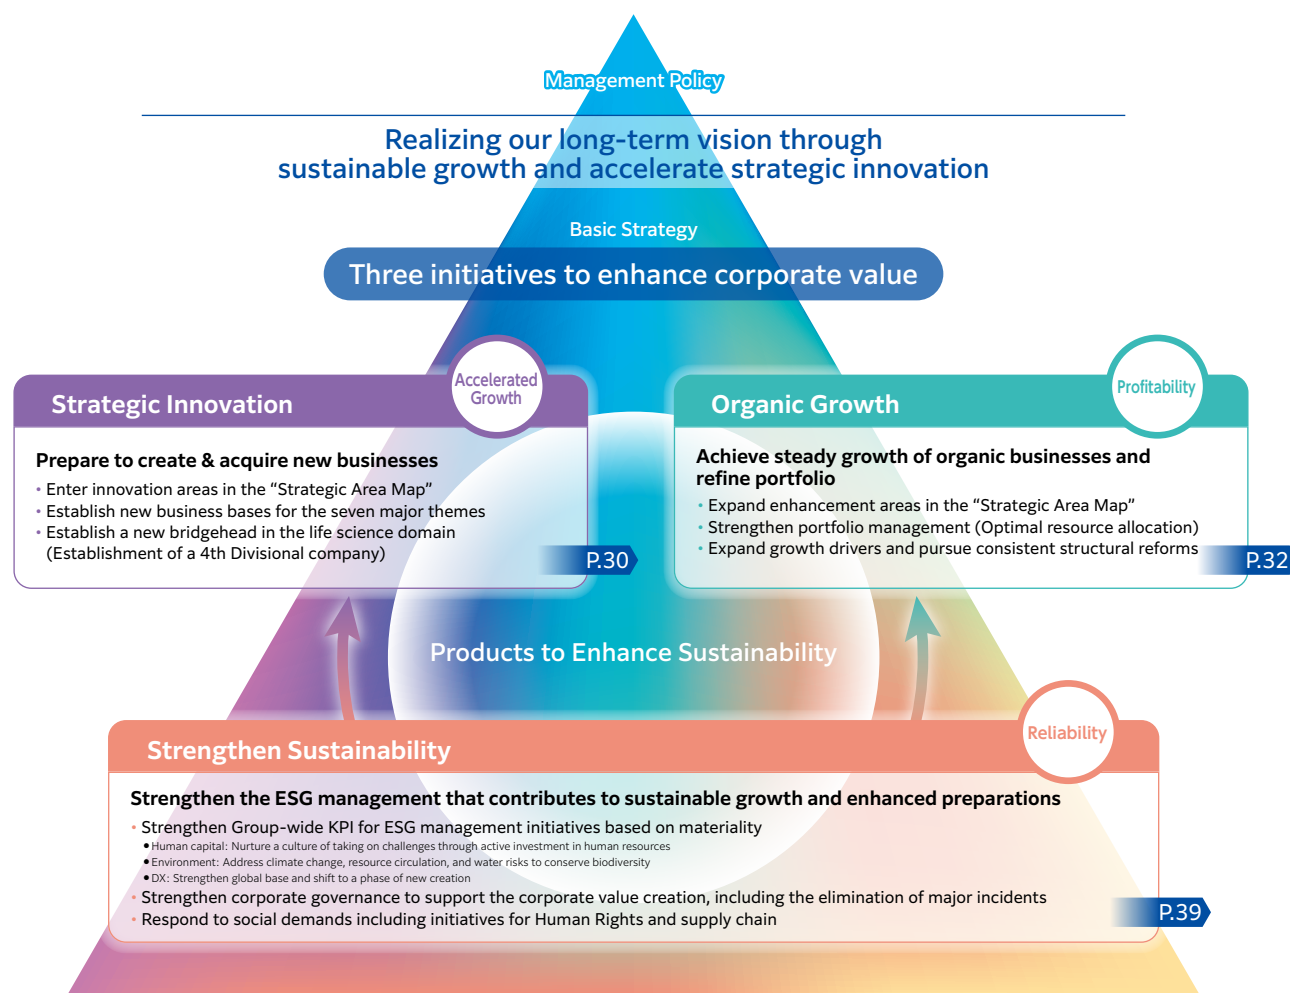 Management Policy
Realizing our long-term vision through
sustainable growth and accelerate strategic innovation
Basic Strategy
Three initiatives to enhance corporate value
Accelerated
Growth
Strategic Innovation
Prepare to create & acquire new businesses
• Enter innovation areas in the “Strategic Area Map”
• Establish new business bases for the seven major themes
• Establish a new bridgehead in the life science domain
(Establishment of a 4th Divisional company)
P.30
Profitability
Organic Growth
Achieve steady growth of organic businesses and
refine portfolio
• Expand enhancement areas in the “Strategic Area Map”
• Strengthen portfolio management (Optimal resource allocation)
• Expand growth drivers and pursue consistent structural reforms
P.32
Products to Enhance Sustainability
Reliability
Strengthen Sustainability
Strengthen the ESG management that contributes to sustainable growth and enhanced preparations
• Strengthen Group-wide KPI for ESG management initiatives based on materiality
● Human capital: Nurture a culture of taking on challenges through active investment in human resources
● Environment: Address climate change, resource circulation, and water risks to conserve biodiversity
● DX: Strengthen global base and shift to a phase of new creation
• Strengthen corporate governance to support the corporate value creation, including the elimination of major incidents
• Respond to social demands including initiatives for Human Rights and supply chain
P.39